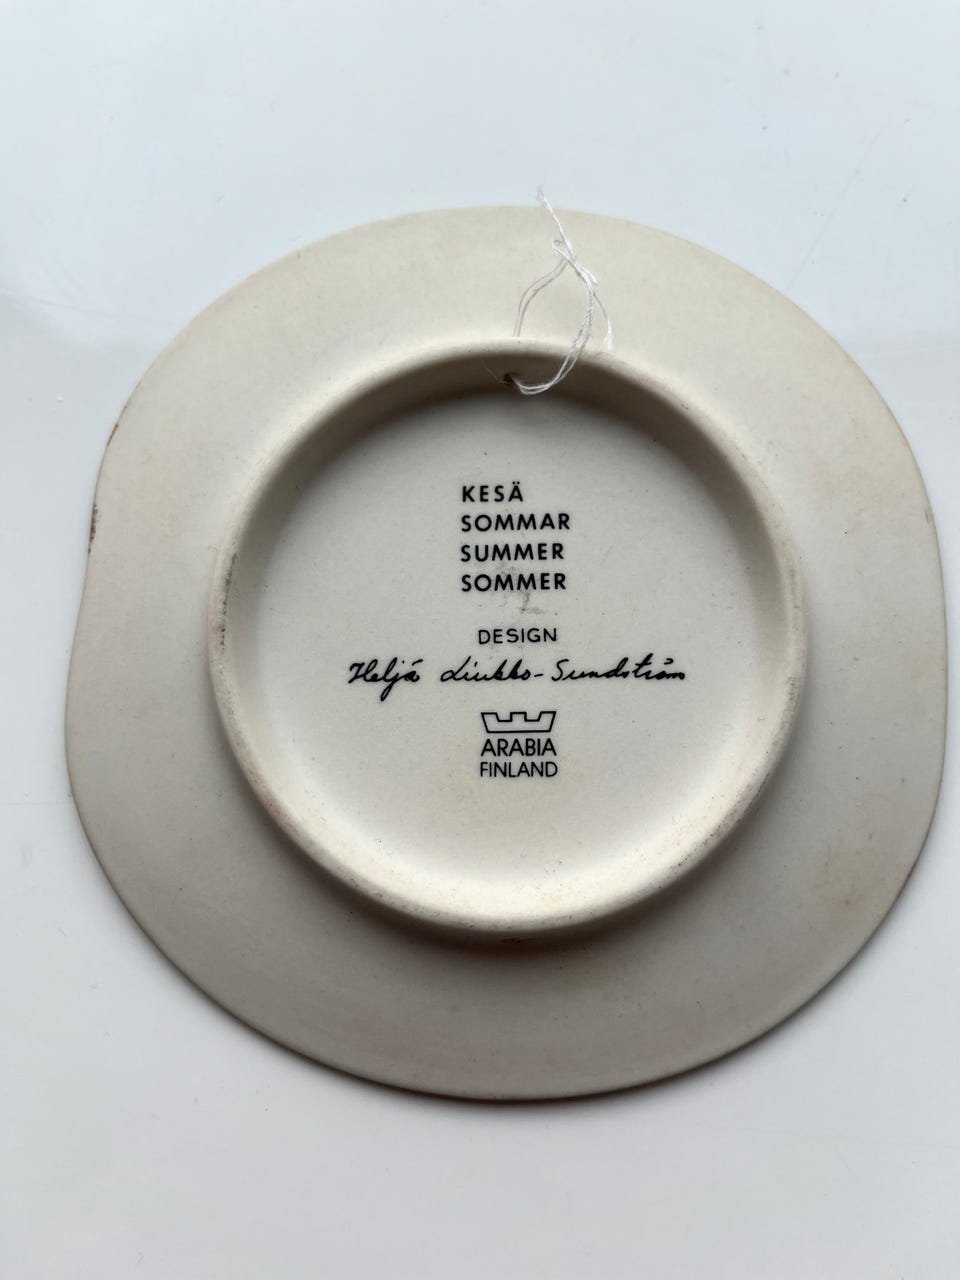 KESÄ
SOMMAR
SUMMER
SOMMER
DESIGN
Heljä Liukko-Sundström
ARABIA
FINLAND